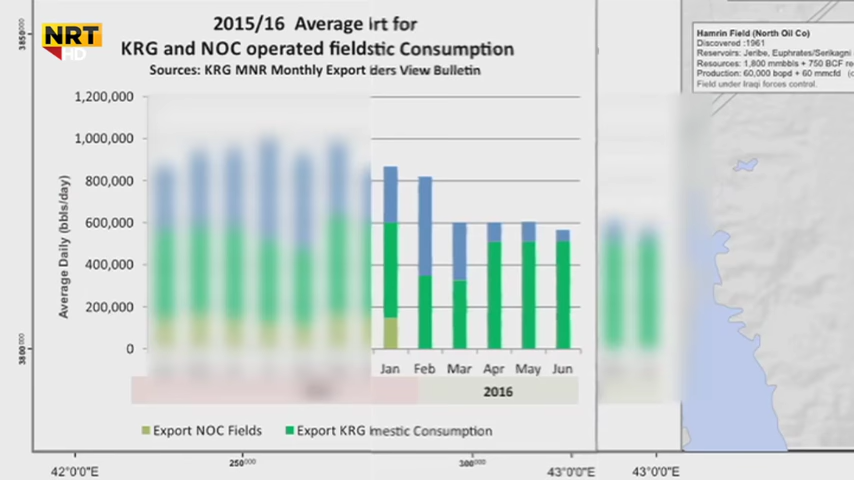 NRT
HD
2015/16 Average rt for
KRG and NOC operated fieldstic Consumption
Sources: KRG MNR Monthly Export ders View Bulletin
1,200,000
1,000,000
800,000
600,000
400,000
200,000
0
Average Daily (bbls/day)
Jan Feb Mar Apr May Jun
2016
Export NOC Fields Export KRG mestic Consumption
Hamrin Field (North Oil Co)
Discovered :1961
Reservoirs: Jeribe, Euphrates/Serikagni
Resources: 1,800 mmbbls + 750 BCF re
Production: 60,000 bopd + 60 mmcfd
Field under Iraqi forces control.
3850000
3800000
250000
300000
42°0'0"E
43°0'0"E
43°0'0"E